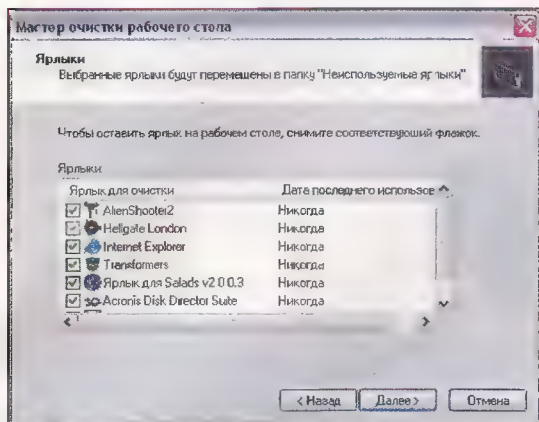 Мастер очистки рабочего стола
Ярлыки
Выбранные ярлыки будут перемещены в папку "Неиспользуемые ярлыки"
Чтобы оставить ярлык на рабочем столе, снимите соответствующий флажок.
Ярлыки
Ярлык для очистки Дата последнего использов
AlienShooter2 Никогда
Hellgate London Никогда
Internet Explorer Никогда
Transformers Никогда
Ярлык для Salads v2.0.0.3 Никогда
Acronis Disk Director Suite Никогда
< Назад Далее > Отмена